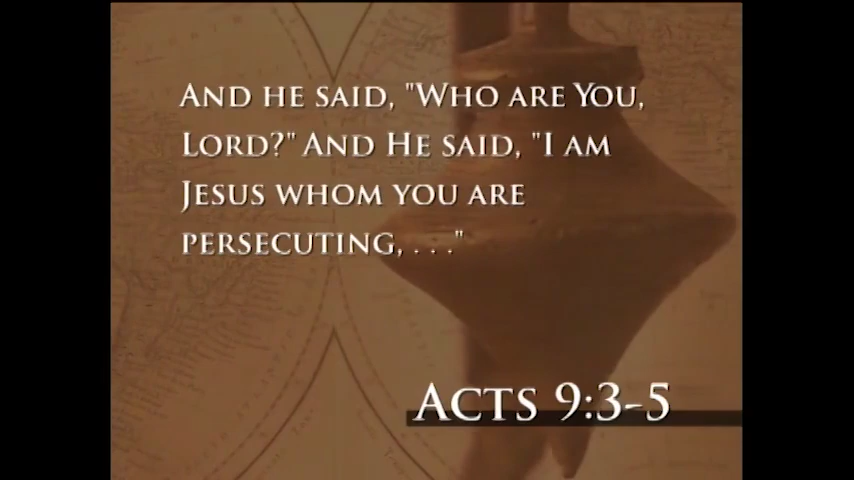 And he said, "Who are You,
Lord?" And He said, "I am
Jesus whom you are
persecuting, . . ."
Acts 9:3-5